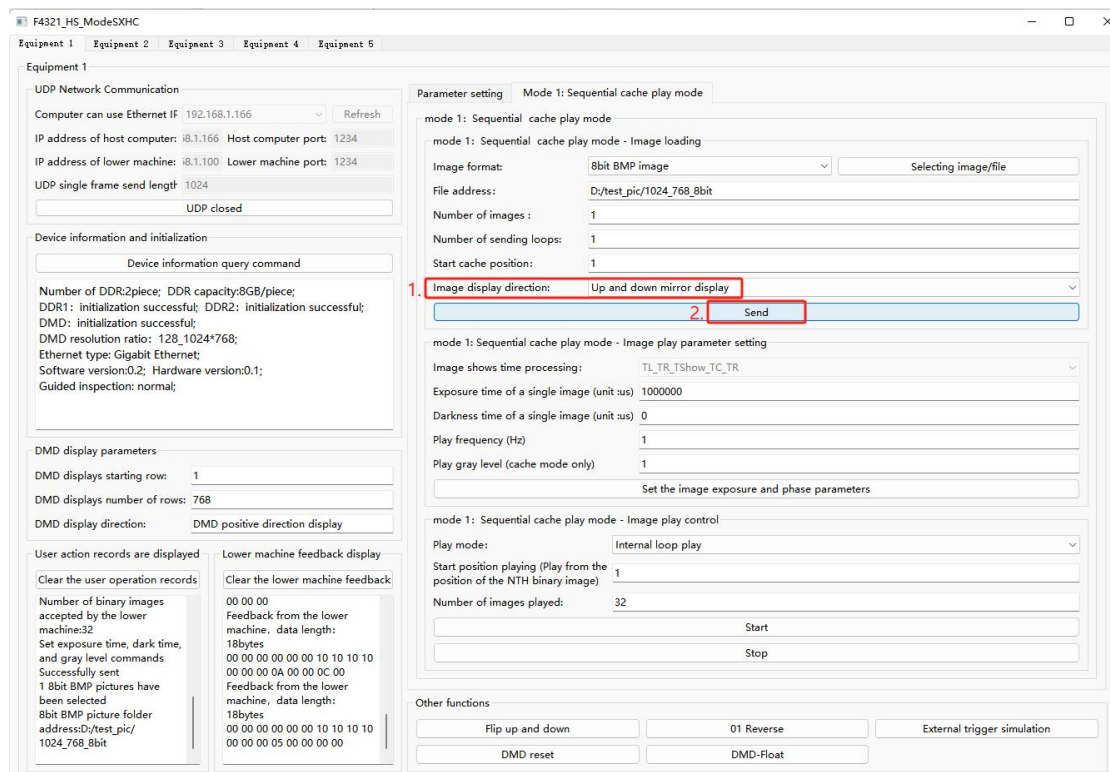 F4321_HS_ModeSXHC
Equipment 1 Equipment 2 Equipment 3 Equipment 4 Equipment 5
Equipment 1
UDP Network Communication
Computer can use Ethernet IF 192.168.1.166 Refresh
IP address of host computer: i8.1.166 Host computer port: 1234
IP address of lower machine: i8.1.100 Lower machine port: 1234
UDP single frame send length 1024
UDP closed
Device information and initialization
Device information query command
Number of DDR:2piece; DDR capacity:8GB/piece;
DDR1: initialization successful; DDR2: initialization successful;
DMD: initialization successful;
DMD resolution ratio: 128_1024*768;
Ethernet type: Gigabit Ethernet;
Software version:0.2; Hardware version:0.1;
Guided inspection: normal;
DMD display parameters
DMD displays starting row: 1
DMD displays number of rows: 768
DMD display direction: DMD positive direction display
User action records are displayed
Clear the user operation records
Number of binary images
accepted by the lower
machine:32
Set exposure time, dark time,
and gray level commands
Successfully sent
1 8bit BMP pictures have
been selected
8bit BMP picture folder
address:D:/test_pic/
1024_768_8bit
Lower machine feedback display
Clear the lower machine feedback
00 00 00
Feedback from the lower
machine, data length:
18bytes
00 00 00 00 00 00 10 10 10 10
00 00 00 0A 00 00 0C 00
Feedback from the lower
machine, data length:
18bytes
00 00 00 00 00 00 10 10 10 10
00 00 00 05 00 00 00 00
Parameter setting Mode 1: Sequential cache play mode
mode 1: Sequential cache play mode
mode 1: Sequential cache play mode - Image loading
Image format: 8bit BMP image Selecting image/file
File address: D:/test_pic/1024_768_8bit
Number of images : 1
Number of sending loops: 1
Start cache position: 1
1. Image display direction: Up and down mirror display
2. Send
mode 1: Sequential cache play mode - Image play parameter setting
Image shows time processing: TL_TR_TShow_TC_TR
Exposure time of a single image (unit :us) 1000000
Darkness time of a single image (unit :us) 0
Play frequency (Hz) 1
Play gray level (cache mode only) 1
Set the image exposure and phase parameters
mode 1: Sequential cache play mode - Image play control
Play mode: Internal loop play
Start position playing (Play from the
position of the NTH binary image) 1
Number of images played: 32
Start
Stop
Other functions
Flip up and down 01 Reverse External trigger simulation
DMD reset DMD-Float